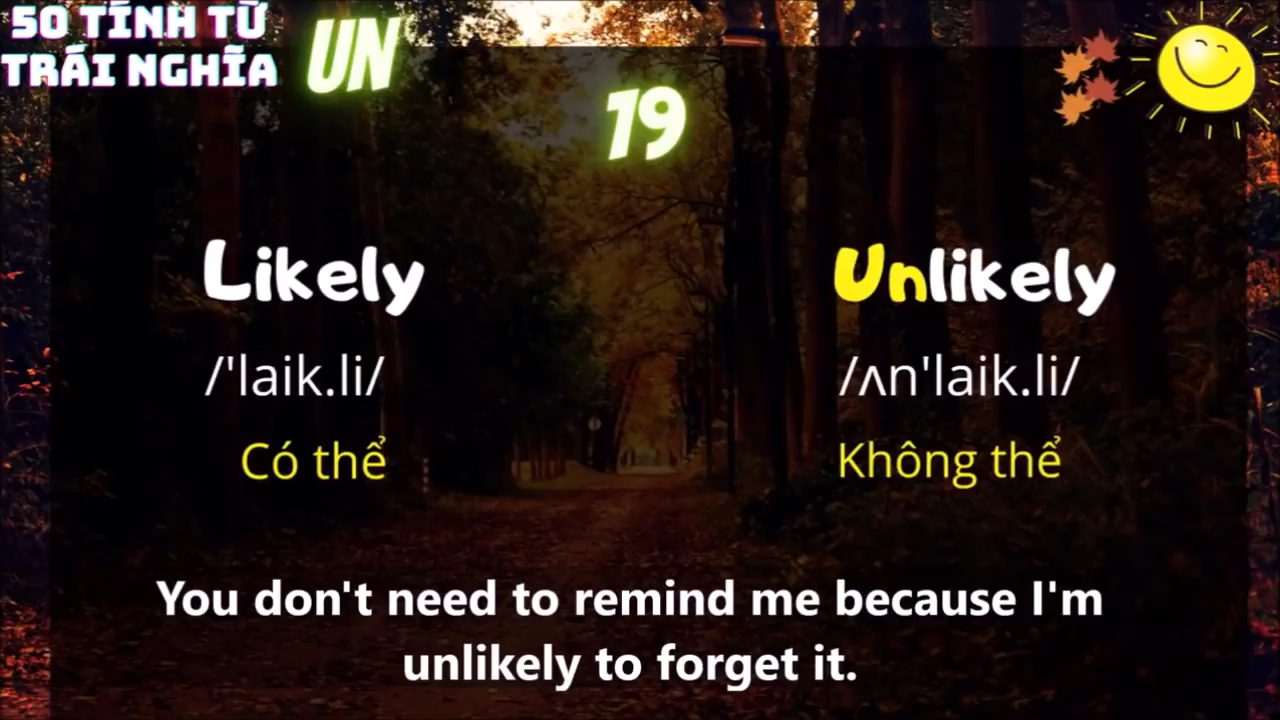 50 TÍNH TỪ
TRÁI NGHĨA
UN
19
Likely
Unlikely
/'laik.li/
/ʌn'laik.li/
Có thể
Không thể
You don't need to remind me because I'm
unlikely to forget it.